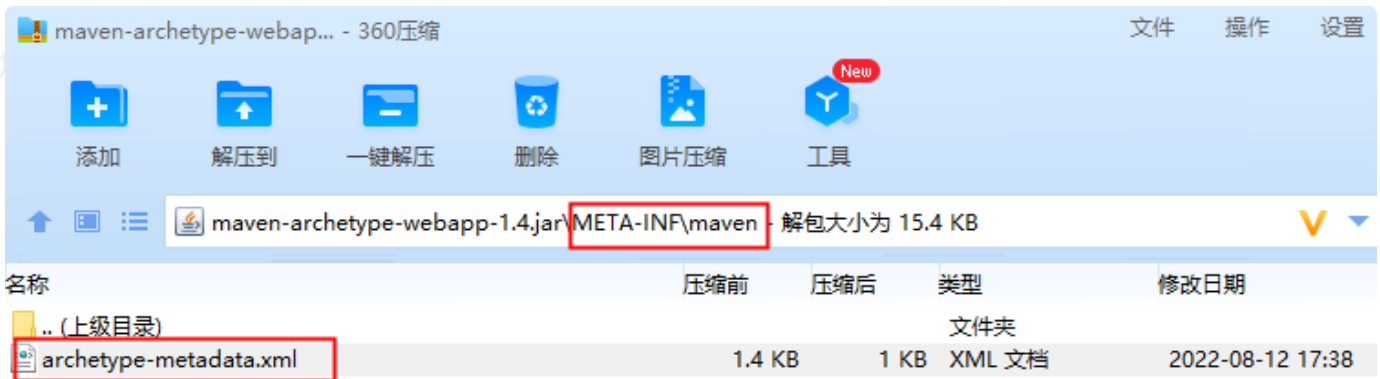 maven-archetype-webap... - 360压缩 文件 操作 设置
New
添加 解压到 一键解压 删除 图片压缩 工具
maven-archetype-webapp-1.4.jar\META-INF\maven - 解包大小为 15.4 KB
名称 压缩前 压缩后 类型 修改日期
.. (上级目录) 文件夹
archetype-metadata.xml 1.4 KB 1 KB XML 文档 2022-08-12 17:38